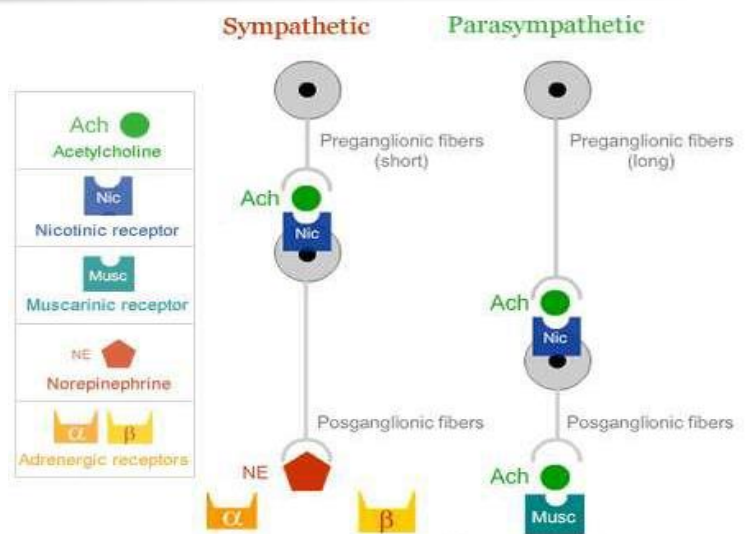 Sympathetic
Parasympathetic
Ach
Acetylcholine
Nic
Nicotinic receptor
Musc
Muscarinic receptor
NE
Norepinephrine
α β
Adrenergic receptors
Preganglionic fibers
(short)
Ach
Nic
Posganglionic fibers
NE
α
β
Preganglionic fibers
(long)
Ach
Nic
Posganglionic fibers
Ach
Musc